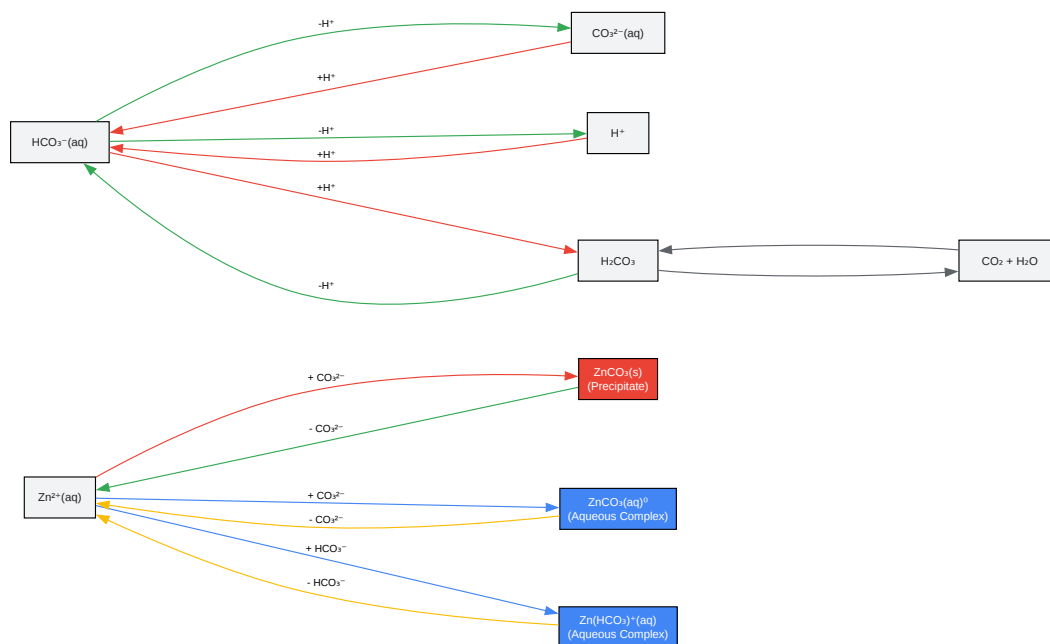 -H⁺
CO₃²⁻(aq)
+H⁺
HCO₃⁻(aq)
-H⁺
H⁺
+H⁺
+H⁺
H₂CO₃
CO₂ + H₂O
-H⁺
+ CO₃²⁻
ZnCO₃(s)
(Precipitate)
- CO₃²⁻
Zn²⁺(aq)
+ CO₃²⁻
ZnCO₃(aq)⁰
(Aqueous Complex)
- CO₃²⁻
+ HCO₃⁻
- HCO₃⁻
Zn(HCO₃)⁺(aq)
(Aqueous Complex)